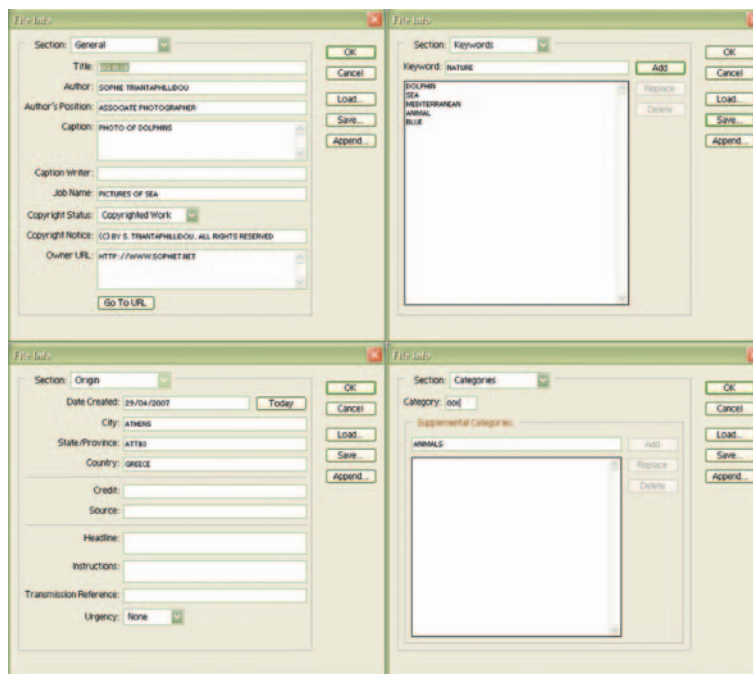 File Info
Section: General
Title:
Author: SOPHIE TRIANTAPHILLIDOU
Author's Position: ASSOCIATE PHOTOGRAPHER
Caption: PHOTO OF DOLPHINS
Caption Writer:
Job Name: PICTURES OF SEA
Copyright Status: Copyrighted Work
Copyright Notice: (C) BY S. TRIANTAPHILLIDOU, ALL RIGHTS RESERVED
Owner URL: HTTP://WWW.SOPHIET.NET
Go To URL
OK
Cancel
Load...
Save...
Append...
File Info
Section: Keywords
Keyword: NATURE
DOLPHIN
SEA
MEDITERRANEAN
ANIMAL
BLUE
Add
Replace
Delete
OK
Cancel
Load...
Save...
Append...
File Info
Section: Origin
Date Created: 29/04/2007
Today
City: ATHENS
State/Province: ATTIKI
Country: GREECE
Credit:
Source:
Headline:
Instructions:
Transmission Reference:
Urgency: None
OK
Cancel
Load...
Save...
Append...
File Info
Section: Categories
Category:
Supplemental Categories:
ANIMALS
Add
Replace
Delete
OK
Cancel
Load...
Save...
Append...